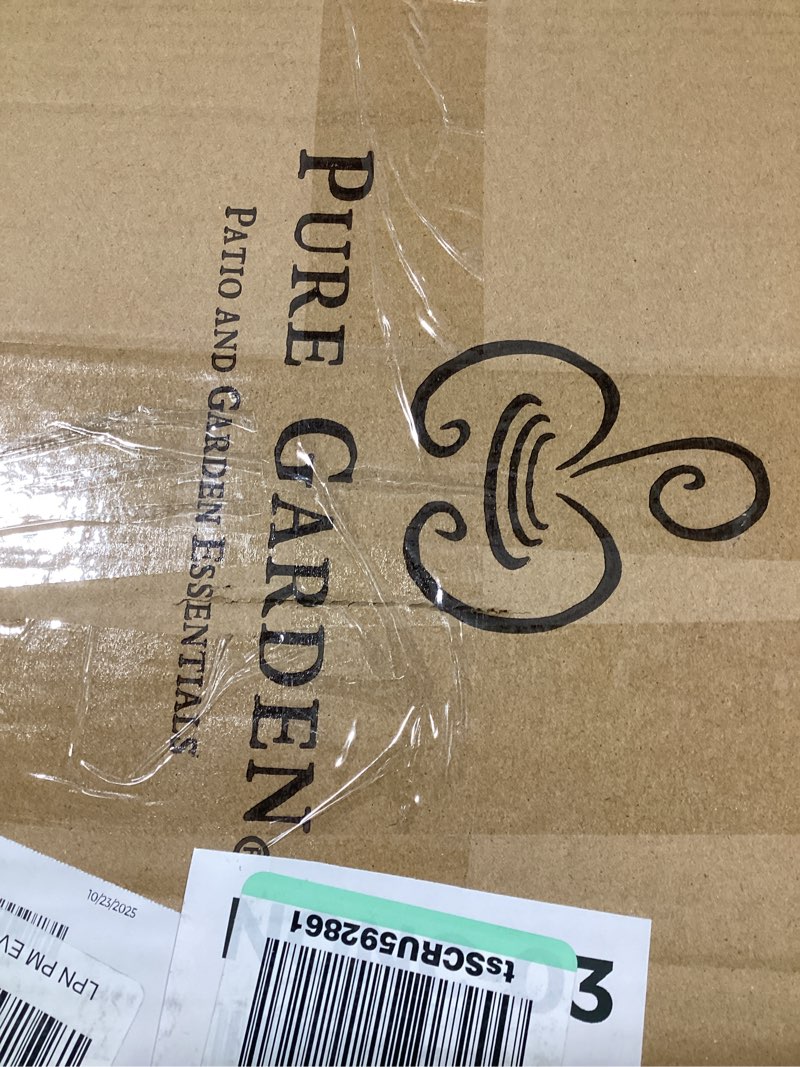 PURE GARDEN®
PATIO AND GARDEN ESSENTIALS
10/23/2025
LPN PM EV
tsSCRU592861
3